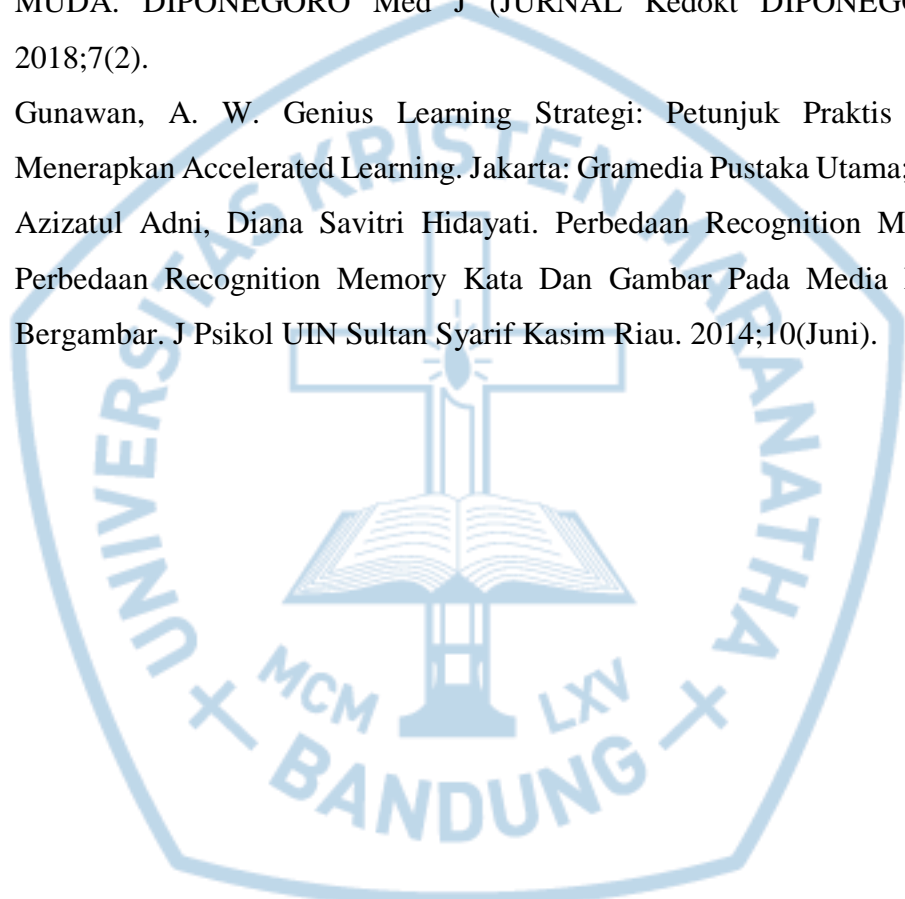 MUDA. DIPONEGORO Med J (JURNAL Kedokt DIPONEGO
2018;7(2).
Gunawan, A. W. Genius Learning Strategi: Petunjuk Praktis
Menerapkan Accelerated Learning. Jakarta: Gramedia Pustaka Utama;
Azizatul Adni, Diana Savitri Hidayati. Perbedaan Recognition M
Perbedaan Recognition Memory Kata Dan Gambar Pada Media
Bergambar. J Psikol UIN Sultan Syarif Kasim Riau. 2014;10(Juni).
UNIVERSITAS KRISTEN MARANATHA
MCM LXV
BANDUNG